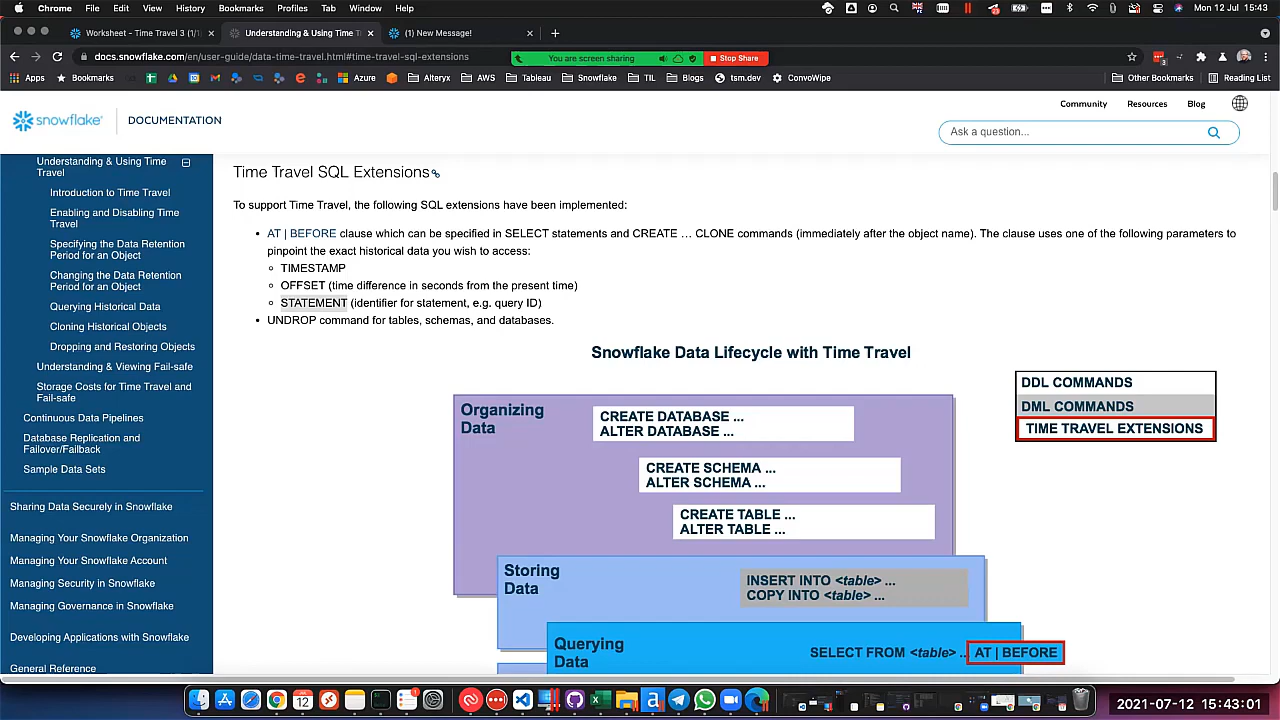 Chrome File Edit View History Bookmarks Profiles Tab Window Help Mon 12 Jul 15:43
Worksheet - Time Travel 3 (1/1 Understanding & Using Time T (1) New Message!
docs.snowflake.com/en/user-guide/data-time-travel.html#time-travel-sql-extensions
You are screen sharing Stop Share
Apps Bookmarks Azure Alteryx AWS Tableau Snowflake TIL Blogs tsm.dev ConvoWipe Other Bookmarks Reading List
Community Resources Blog
snowflake DOCUMENTATION
Ask a question...
Understanding & Using Time
Travel
Introduction to Time Travel
Enabling and Disabling Time
Travel
Specifying the Data Retention
Period for an Object
Changing the Data Retention
Period for an Object
Querying Historical Data
Cloning Historical Objects
Dropping and Restoring Objects
Understanding & Viewing Fail-safe
Storage Costs for Time Travel and
Fail-safe
Continuous Data Pipelines
Database Replication and
Failover/Failback
Sample Data Sets
Sharing Data Securely in Snowflake
Managing Your Snowflake Organization
Managing Your Snowflake Account
Managing Security in Snowflake
Managing Governance in Snowflake
Developing Applications with Snowflake
General Reference
Time Travel SQL Extensions
To support Time Travel, the following SQL extensions have been implemented:
AT | BEFORE clause which can be specified in SELECT statements and CREATE … CLONE commands (immediately after the object name). The clause uses one of the following parameters to
pinpoint the exact historical data you wish to access:
TIMESTAMP
OFFSET (time difference in seconds from the present time)
STATEMENT (identifier for statement, e.g. query ID)
UNDROP command for tables, schemas, and databases.
Snowflake Data Lifecycle with Time Travel
DDL COMMANDS
DML COMMANDS
TIME TRAVEL EXTENSIONS
Organizing
Data
CREATE DATABASE ...
ALTER DATABASE ...
CREATE SCHEMA ...
ALTER SCHEMA ...
CREATE TABLE ...
ALTER TABLE ...
Storing
Data
INSERT INTO <table> ...
COPY INTO <table> ...
Querying
Data
SELECT FROM <table> .. AT | BEFORE
2021-07-12 15:43:01